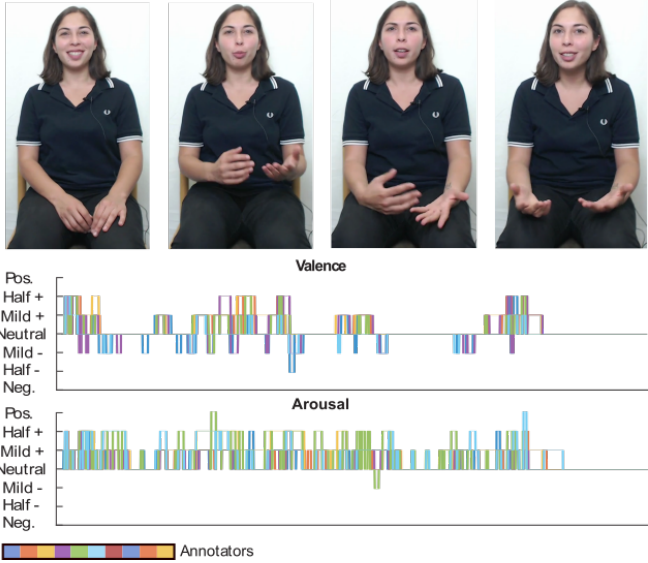 Valence
Pos.
Half +
Mild +
Neutral
Mild -
Half -
Neg.
Arousal
Pos.
Half +
Mild +
Neutral
Mild -
Half -
Neg.
Annotators